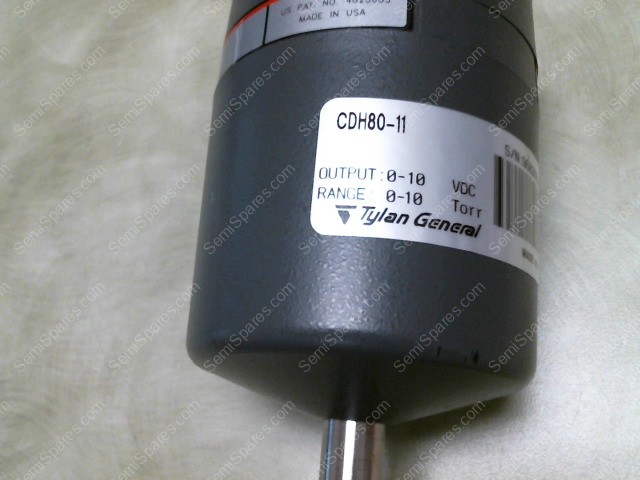 MADE IN USA
CDH80-11
OUTPUT: 0-10 VDC
RANGE: 0-10 Torr
Tylan General
S/N
SemiSpares.com